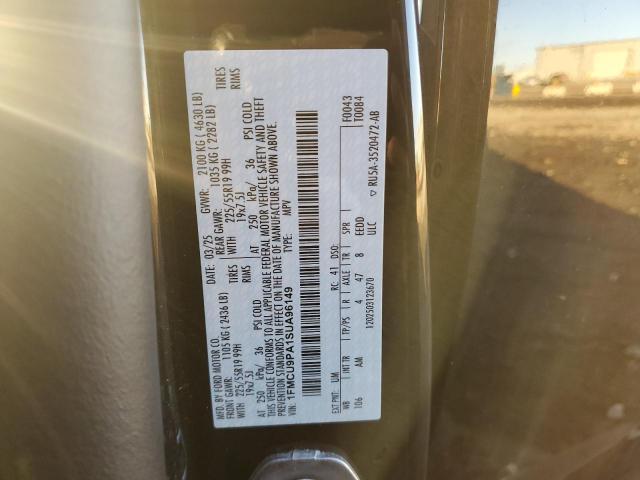 MFD. BY FORD MOTOR CO.
DATE: 03/25 GVWR: 2100 KG ( 4630 LB)
FRONT GAWR: 1105 KG ( 2436 LB) REAR GAWR: 1035 KG ( 2282 LB)
225/55R19 99H TIRES WITH 225/55R19 99H TIRES
19x7.5J RIMS 19x7.5J RIMS
AT 250 kPa/ 36 PSI COLD AT 250 kPa/ 36 PSI COLD
THIS VEHICLE CONFORMS TO ALL APPLICABLE FEDERAL MOTOR VEHICLE SAFETY AND THEFT
PREVENTION STANDARDS IN EFFECT ON THE DATE OF MANUFACTURE SHOWN ABOVE.
VIN: 1FMCU9PA1SUA96149 TYPE: MPV
F0043
T0084
EXT PNT: UM RC: 41 DSO:
WB INT TR TP/PS R AXLE TR SPR
106 AM 4 47 8 EEDD
1202503123670 ULC
RU5A-3520472-AB